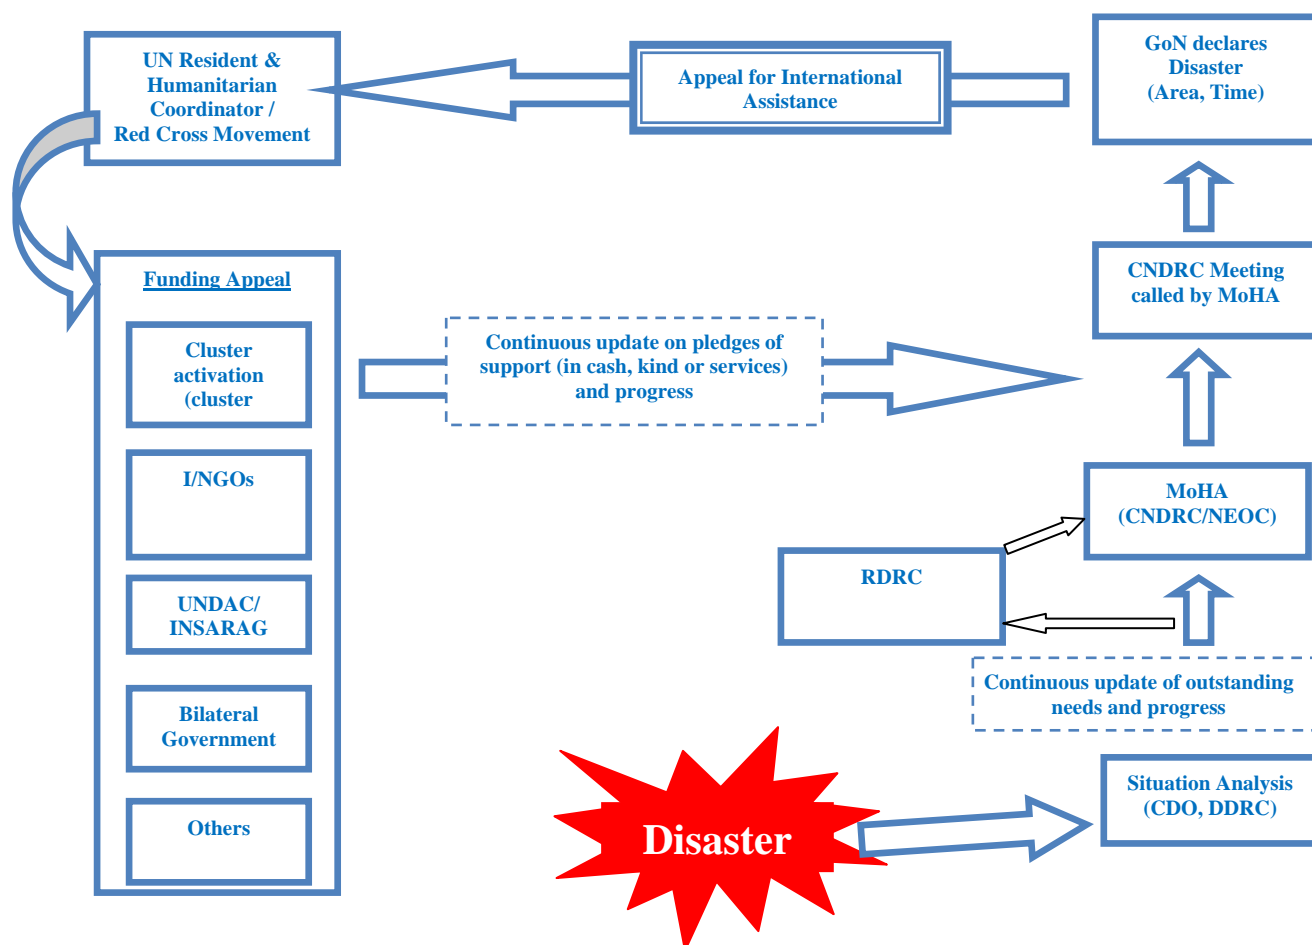 UN Resident &
Humanitarian
Coordinator /
Red Cross Movement
Appeal for International
Assistance
GoN declares
Disaster
(Area, Time)
CNDRC Meeting
called by MoHA
Funding Appeal
Cluster
activation
(cluster
Continuous update on pledges of
support (in cash, kind or services)
and progress
I/NGOs
MoHA
(CNDRC/NEOC)
RDRC
UNDAC/
INSARAG
Continuous update of outstanding
needs and progress
Bilateral
Government
Situation Analysis
(CDO, DDRC)
Others
Disaster